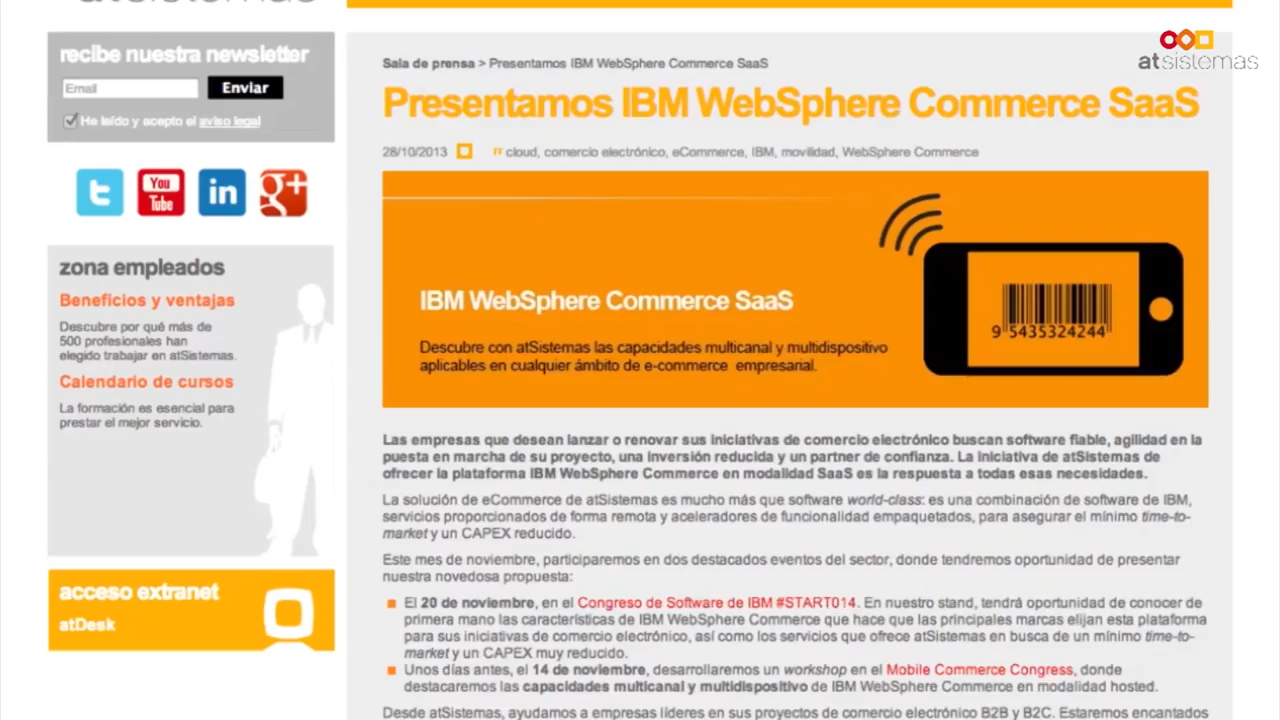 atsistemas
recibe nuestra newsletter
Email
Enviar
He leído y acepto el aviso legal
You
Tube
in
g+
zona empleados
Beneficios y ventajas
Descubre por qué más de
500 profesionales han
elegido trabajar en atSistemas.
Calendario de cursos
La formación es esencial para
prestar el mejor servicio.
acceso extranet
atDesk
atsistemas
Sala de prensa > Presentamos IBM WebSphere Commerce SaaS
Presentamos IBM WebSphere Commerce SaaS
28/10/2013 cloud, comercio electrónico, eCommerce, IBM, movilidad, WebSphere Commerce
IBM WebSphere Commerce SaaS
Descubre con atSistemas las capacidades multicanal y multidispositivo
aplicables en cualquier ámbito de e-commerce empresarial.
9 5435324244
Las empresas que desean lanzar o renovar sus iniciativas de comercio electrónico buscan software fiable, agilidad en la
puesta en marcha de su proyecto, una inversión reducida y un partner de confianza. La iniciativa de atSistemas de
ofrecer la plataforma IBM WebSphere Commerce en modalidad SaaS es la respuesta a todas esas necesidades.
La solución de eCommerce de atSistemas es mucho más que software world-class: es una combinación de software de IBM,
servicios proporcionados de forma remota y aceleradores de funcionalidad empaquetados, para asegurar el mínimo time-to-
market y un CAPEX reducido.
Este mes de noviembre, participaremos en dos destacados eventos del sector, donde tendremos oportunidad de presentar
nuestra novedosa propuesta:
El 20 de noviembre, en el Congreso de Software de IBM #START014. En nuestro stand, tendrá oportunidad de conocer de
primera mano las características de IBM WebSphere Commerce que hace que las principales marcas elijan esta plataforma
para sus iniciativas de comercio electrónico, así como los servicios que ofrece atSistemas en busca de un mínimo time-to-
market y un CAPEX muy reducido.
Unos días antes, el 14 de noviembre, desarrollaremos un workshop en el Mobile Commerce Congress, donde
destacaremos las capacidades multicanal y multidispositivo de IBM WebSphere Commerce en modalidad hosted.
Desde atSistemas, ayudamos a empresas líderes en sus proyectos de comercio electrónico B2B y B2C. Estaremos encantados